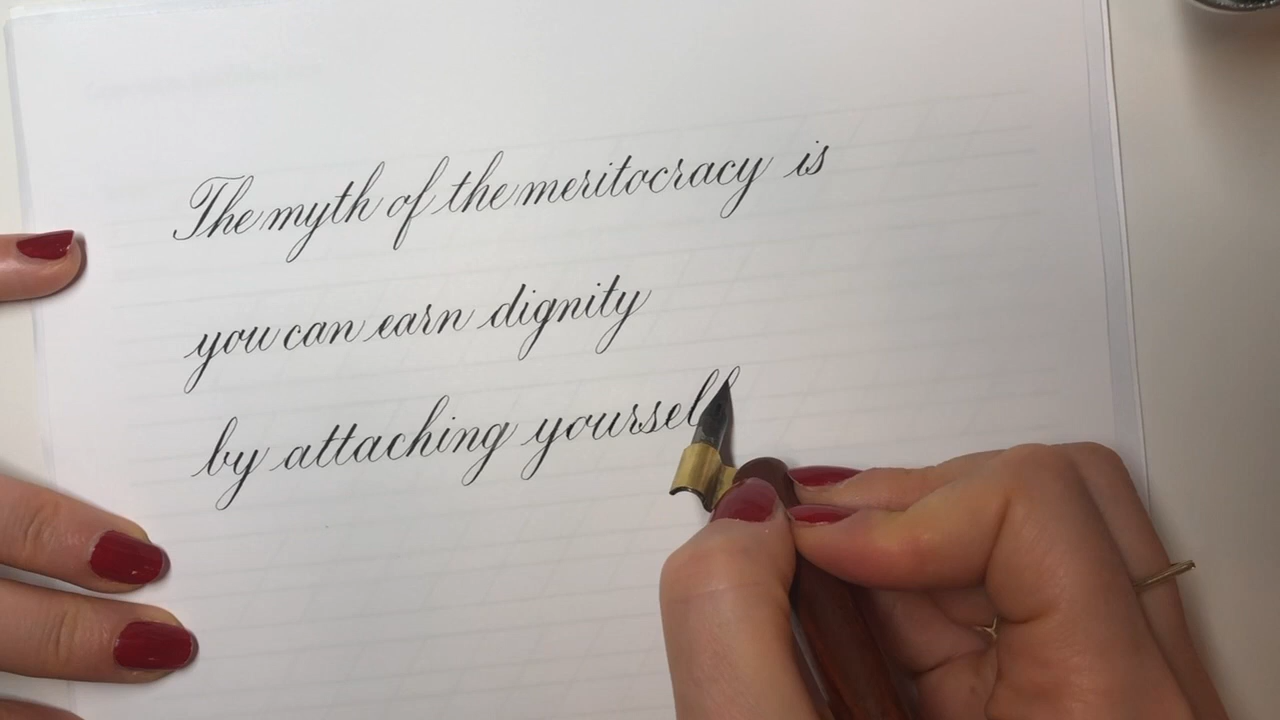 The myth of the meritocracy is
you can earn dignity
by attaching yourself